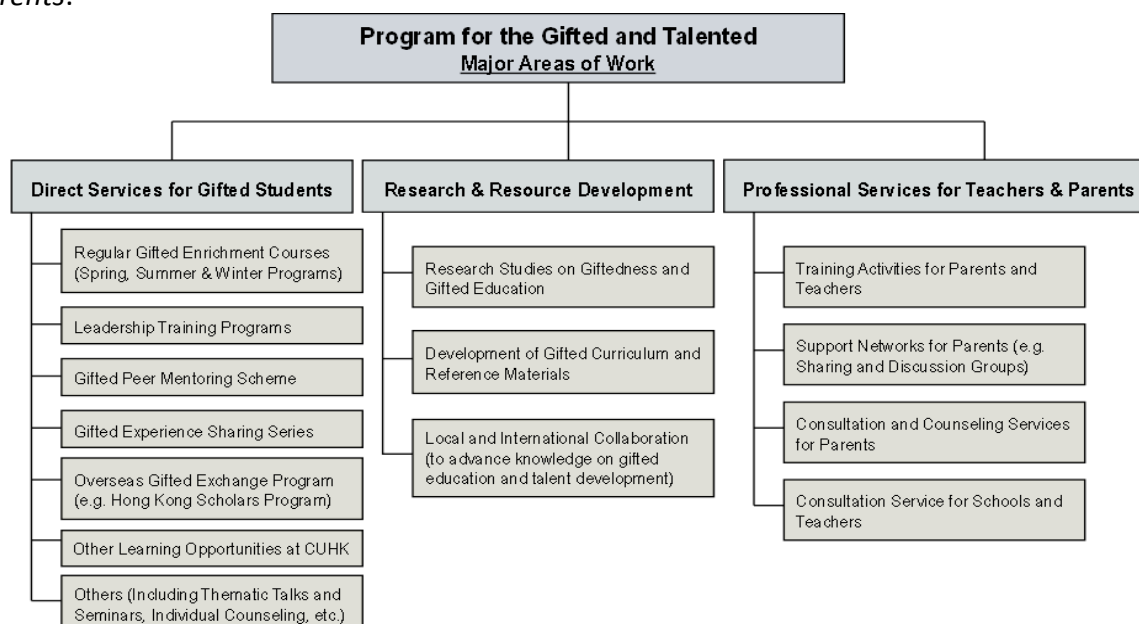 rents.
Program for the Gifted and Talented
Major Areas of Work
Direct Services for Gifted Students
Regular Gifted Enrichment Courses
(Spring, Summer & Winter Programs)
Leadership Training Programs
Gifted Peer Mentoring Scheme
Gifted Experience Sharing Series
Overseas Gifted Exchange Program
(e.g. Hong Kong Scholars Program)
Other Learning Opportunities at CUHK
Others (Including Thematic Talks and
Seminars, Individual Counseling, etc.)
Research & Resource Development
Research Studies on Giftedness and
Gifted Education
Development of Gifted Curriculum and
Reference Materials
Local and International Collaboration
(to advance knowledge on gifted
education and talent development)
Professional Services for Teachers & Parents
Training Activities for Parents and
Teachers
Support Networks for Parents (e.g.
Sharing and Discussion Groups)
Consultation and Counseling Services
for Parents
Consultation Service for Schools and
Teachers